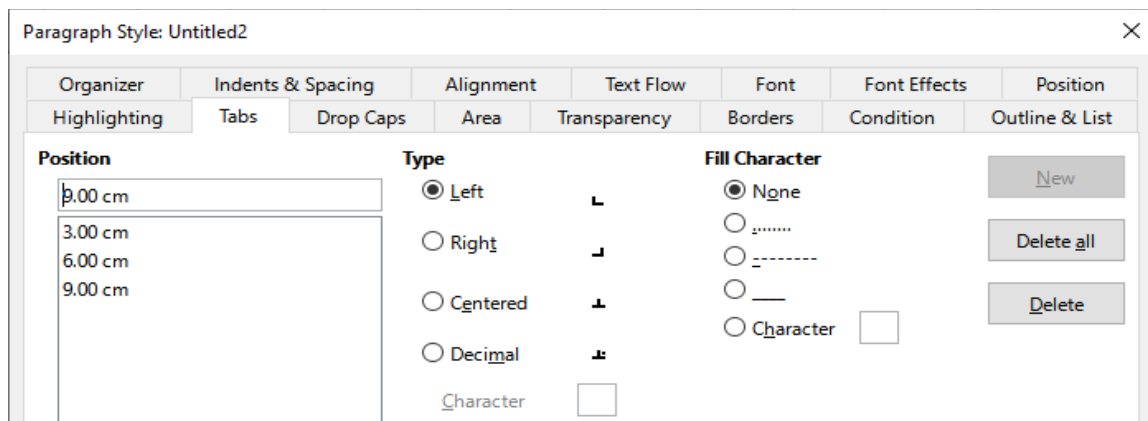 Paragraph Style: Untitled2
Organizer Indents & Spacing Alignment Text Flow Font Font Effects Position
Highlighting Tabs Drop Caps Area Transparency Borders Condition Outline & List
Position Type Fill Character
9.00 cm Left None New
3.00 cm Right ........ Delete all
6.00 cm --------
9.00 cm Centered ____ Delete
Character
Decimal
Character